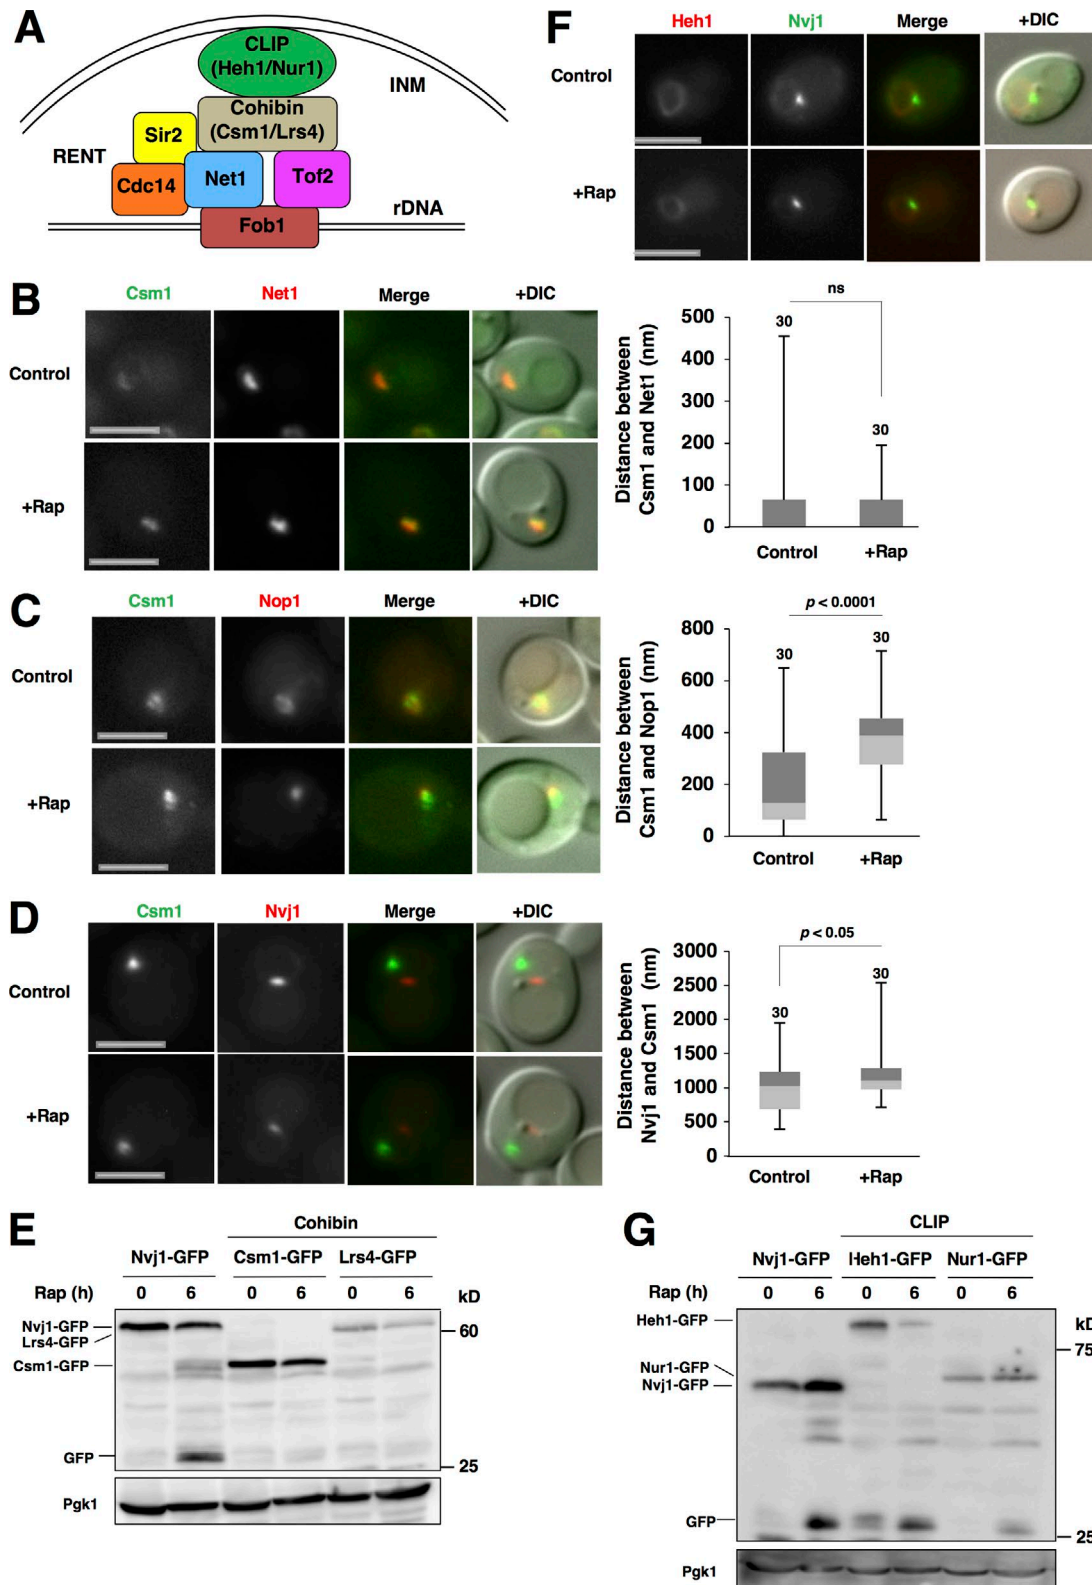 A
CLIP
(Heh1/Nur1)
INM
Cohibin
(Csm1/Lrs4)
Sir2
RENT
Cdc14
Net1
Tof2
rDNA
Fob1
B
Csm1 Net1 Merge +DIC
Control
+Rap
Distance between
Csm1 and Net1 (nm)
500
400
300
200
100
0
30
ns
30
Control +Rap
C
Csm1 Nop1 Merge +DIC
Control
+Rap
Distance between
Csm1 and Nop1 (nm)
800
600
400
200
0
p < 0.0001
30
30
Control +Rap
D
Csm1 Nvj1 Merge +DIC
Control
+Rap
Distance between
Nvj1 and Csm1 (nm)
3000
2500
2000
1500
1000
500
0
p < 0.05
30
30
Control +Rap
E
Cohibin
Nvj1-GFP Csm1-GFP Lrs4-GFP
Rap (h) 0 6 0 6 0 6 kD
Nvj1-GFP
Lrs4-GFP
Csm1-GFP
GFP
60
25
Pgk1
F
Heh1 Nvj1 Merge +DIC
Control
+Rap
G
CLIP
Nvj1-GFP Heh1-GFP Nur1-GFP
Rap (h) 0 6 0 6 0 6
Heh1-GFP
Nur1-GFP
Nvj1-GFP
GFP
kD
75
25
Pgk1